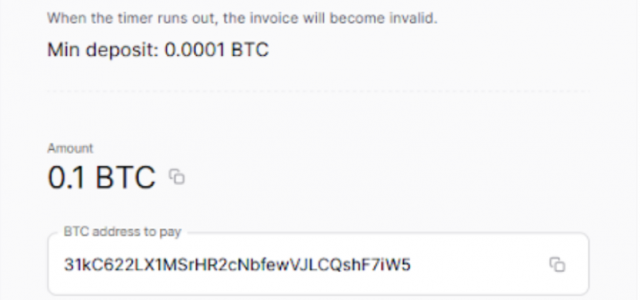 When the timer runs out, the invoice will become invalid.
Min deposit: 0.0001 BTC
Amount
0.1 BTC
BTC address to pay
31kC622LX1MSrHR2cNbfewVJLCQshF7iW5